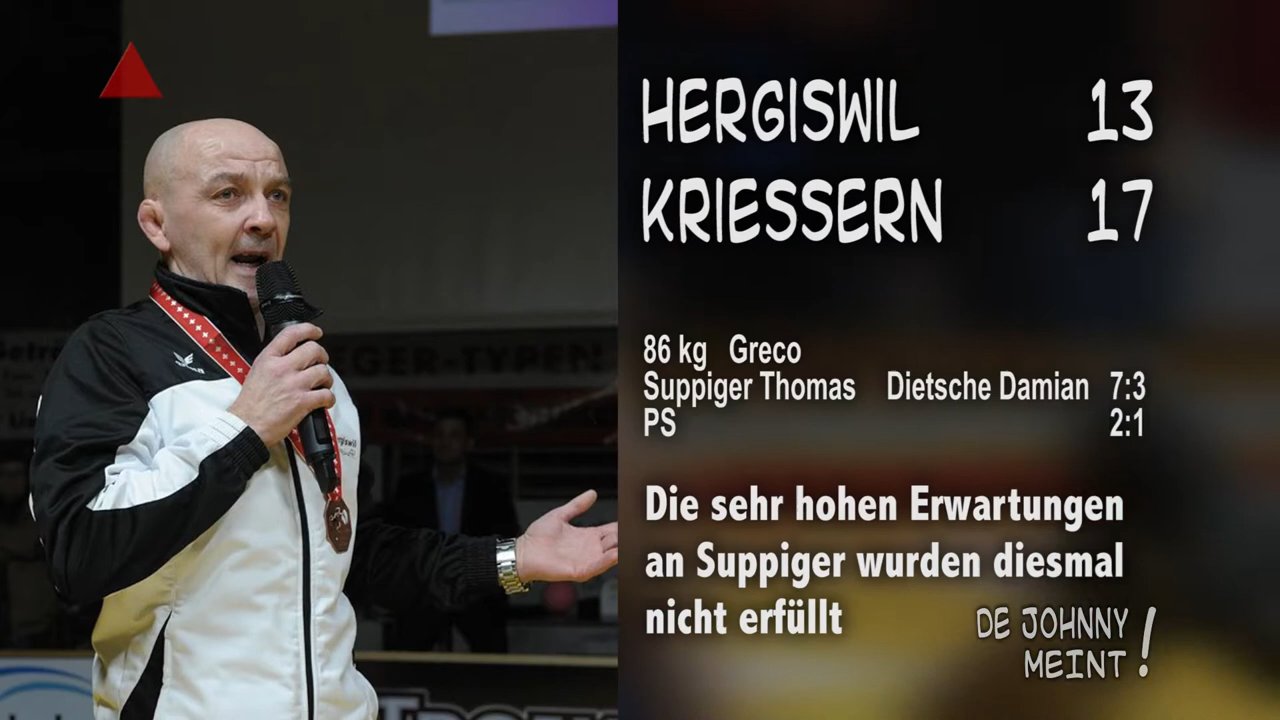 HERGISWIL 13
KRIESSERN 17
86 kg Greco
Suppiger Thomas Dietsche Damian 7:3
PS 2:1
Die sehr hohen Erwartungen
an Suppiger wurden diesmal
nicht erfüllt
DE JOHNNY
MEINT!